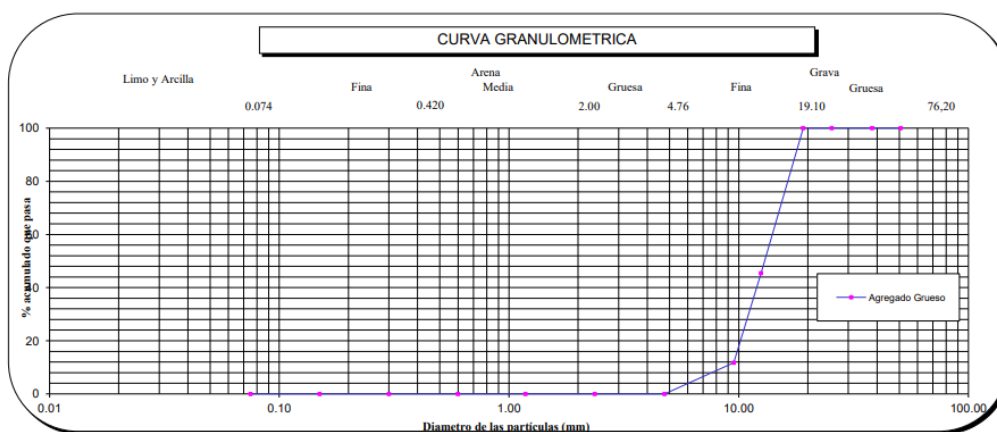 CURVA GRANULOMETRICA
Limo y Arcilla
Arena
Grava
Fina
Media
Gruesa
Fina
Gruesa
0.074
0.420
2.00
4.76
19.10
76,20
100
80
60
40
20
0
% acumulado que pasa
0.01
0.10
1.00
10.00
100.00
Diametro de las partículas (mm)
Agregado Grueso